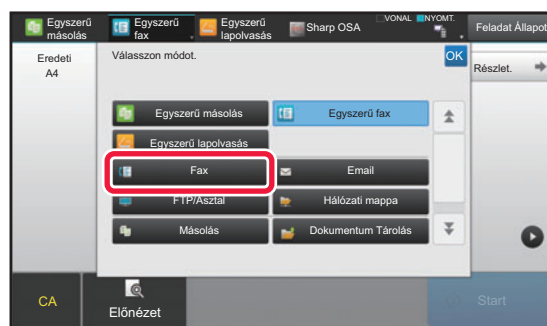 Egyszerű
másolás
Egyszerű
fax
Egyszerű
lapolvasás
Sharp OSA
VONAL
NYOMT.
Feladat Állapot
Eredeti
A4
Válasszon módot.
OK
Részlet.
Egyszerű másolás
Egyszerű fax
Egyszerű lapolvasás
Fax
Email
FTP/Asztal
Hálózati mappa
Másolás
Dokumentum Tárolás
CA
Előnézet
Start